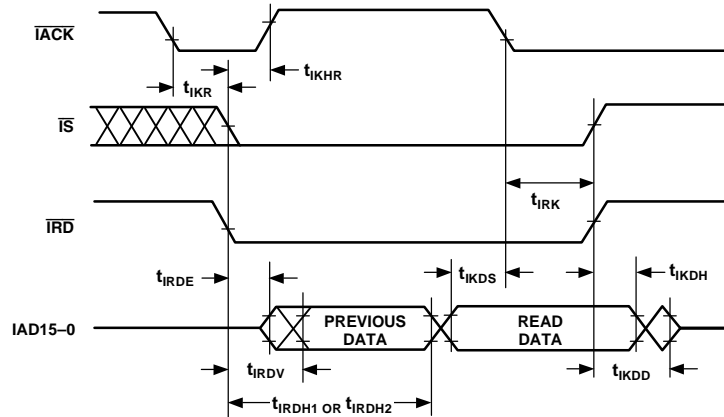 IACK
tIKHR
tIKR
IS
tIRK
IRD
tIRDE
tIKDS
tIKDH
IAD15–0
PREVIOUS
DATA
READ
DATA
tIRDV
tIKDD
tIRDH1 OR tIRDH2